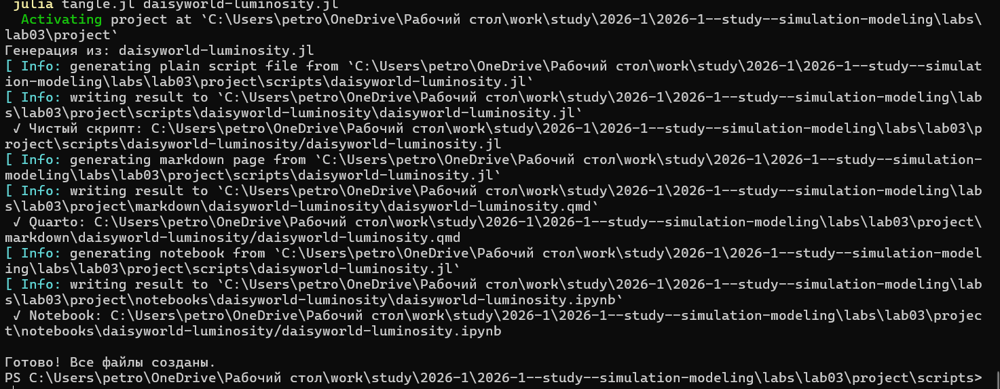 julia tangle.jl daisyworld-luminosity.jl
  Activating project at `C:\Users\petro\OneDrive\Рабочий стол\work\study\2026-1\2026-1--study--simulation-modeling\labs\
lab03\project`
Генерация из: daisyworld-luminosity.jl
[ Info: generating plain script file from `C:\Users\petro\OneDrive\Рабочий стол\work\study\2026-1\2026-1--study--simulat
ion-modeling\labs\lab03\project\scripts\daisyworld-luminosity.jl`
[ Info: writing result to `C:\Users\petro\OneDrive\Рабочий стол\work\study\2026-1\2026-1--study--simulation-modeling\lab
s\lab03\project\scripts\daisyworld-luminosity\daisyworld-luminosity.jl`
 ✓ Чистый скрипт: C:\Users\petro\OneDrive\Рабочий стол\work\study\2026-1\2026-1--study--simulation-modeling\labs\lab03\p
roject\scripts\daisyworld-luminosity/daisyworld-luminosity.jl
[ Info: generating markdown page from `C:\Users\petro\OneDrive\Рабочий стол\work\study\2026-1\2026-1--study--simulation-
modeling\labs\lab03\project\scripts\daisyworld-luminosity.jl`
[ Info: writing result to `C:\Users\petro\OneDrive\Рабочий стол\work\study\2026-1\2026-1--study--simulation-modeling\lab
s\lab03\project\markdown\daisyworld-luminosity\daisyworld-luminosity.qmd`
 ✓ Quarto: C:\Users\petro\OneDrive\Рабочий стол\work\study\2026-1\2026-1--study--simulation-modeling\labs\lab03\project\
markdown\daisyworld-luminosity/daisyworld-luminosity.qmd
[ Info: generating notebook from `C:\Users\petro\OneDrive\Рабочий стол\work\study\2026-1\2026-1--study--simulation-model
ing\labs\lab03\project\scripts\daisyworld-luminosity.jl`
[ Info: writing result to `C:\Users\petro\OneDrive\Рабочий стол\work\study\2026-1\2026-1--study--simulation-modeling\lab
s\lab03\project\notebooks\daisyworld-luminosity\daisyworld-luminosity.ipynb`
 ✓ Notebook: C:\Users\petro\OneDrive\Рабочий стол\work\study\2026-1\2026-1--study--simulation-modeling\labs\lab03\projec
t\notebooks\daisyworld-luminosity/daisyworld-luminosity.ipynb

Готово! Все файлы созданы.
PS C:\Users\petro\OneDrive\Рабочий стол\work\study\2026-1\2026-1--study--simulation-modeling\labs\lab03\project\scripts>